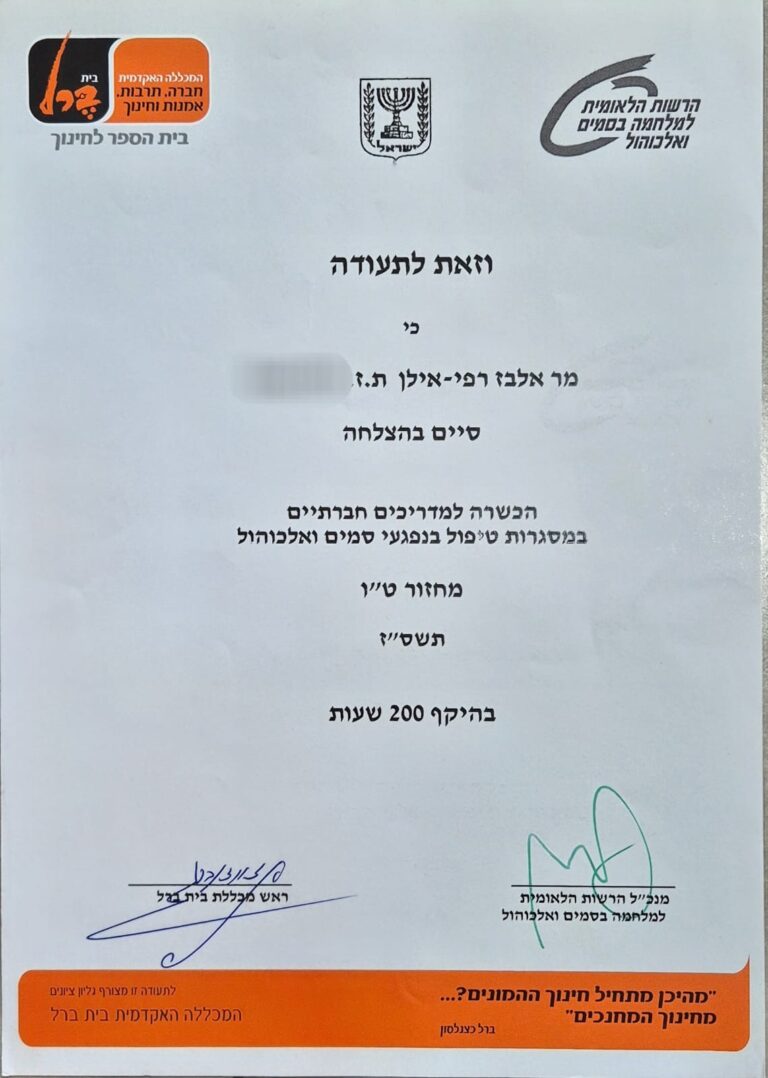 הרשות הלאומית
למלחמה בסמים
ואלכוהול
ישראל
בית
ברל
המכללה האקדמית
חברה, תרבות,
אמנות וחינוך
בית הספר לחינוך
וזאת לתעודה
כי
מר אלבז רפי-אילן ת.ז.
סיים בהצלחה
הכשרה למדריכים חברתיים
במסגרות טיפול בנפגעי סמים ואלכוהול
מחזור ט״ו
תשס״ז
בהיקף 200 שעות
מנכ״ל הרשות הלאומית
למלחמה בסמים ואלכוהול
ראש מכללת בית ברל
"מהיכן מתחיל חינוך ההמונים?...
מחינוך המחנכים"
ברל כצנלסון
לתעודה זו מצורף גליון ציונים
המכללה האקדמית בית ברל